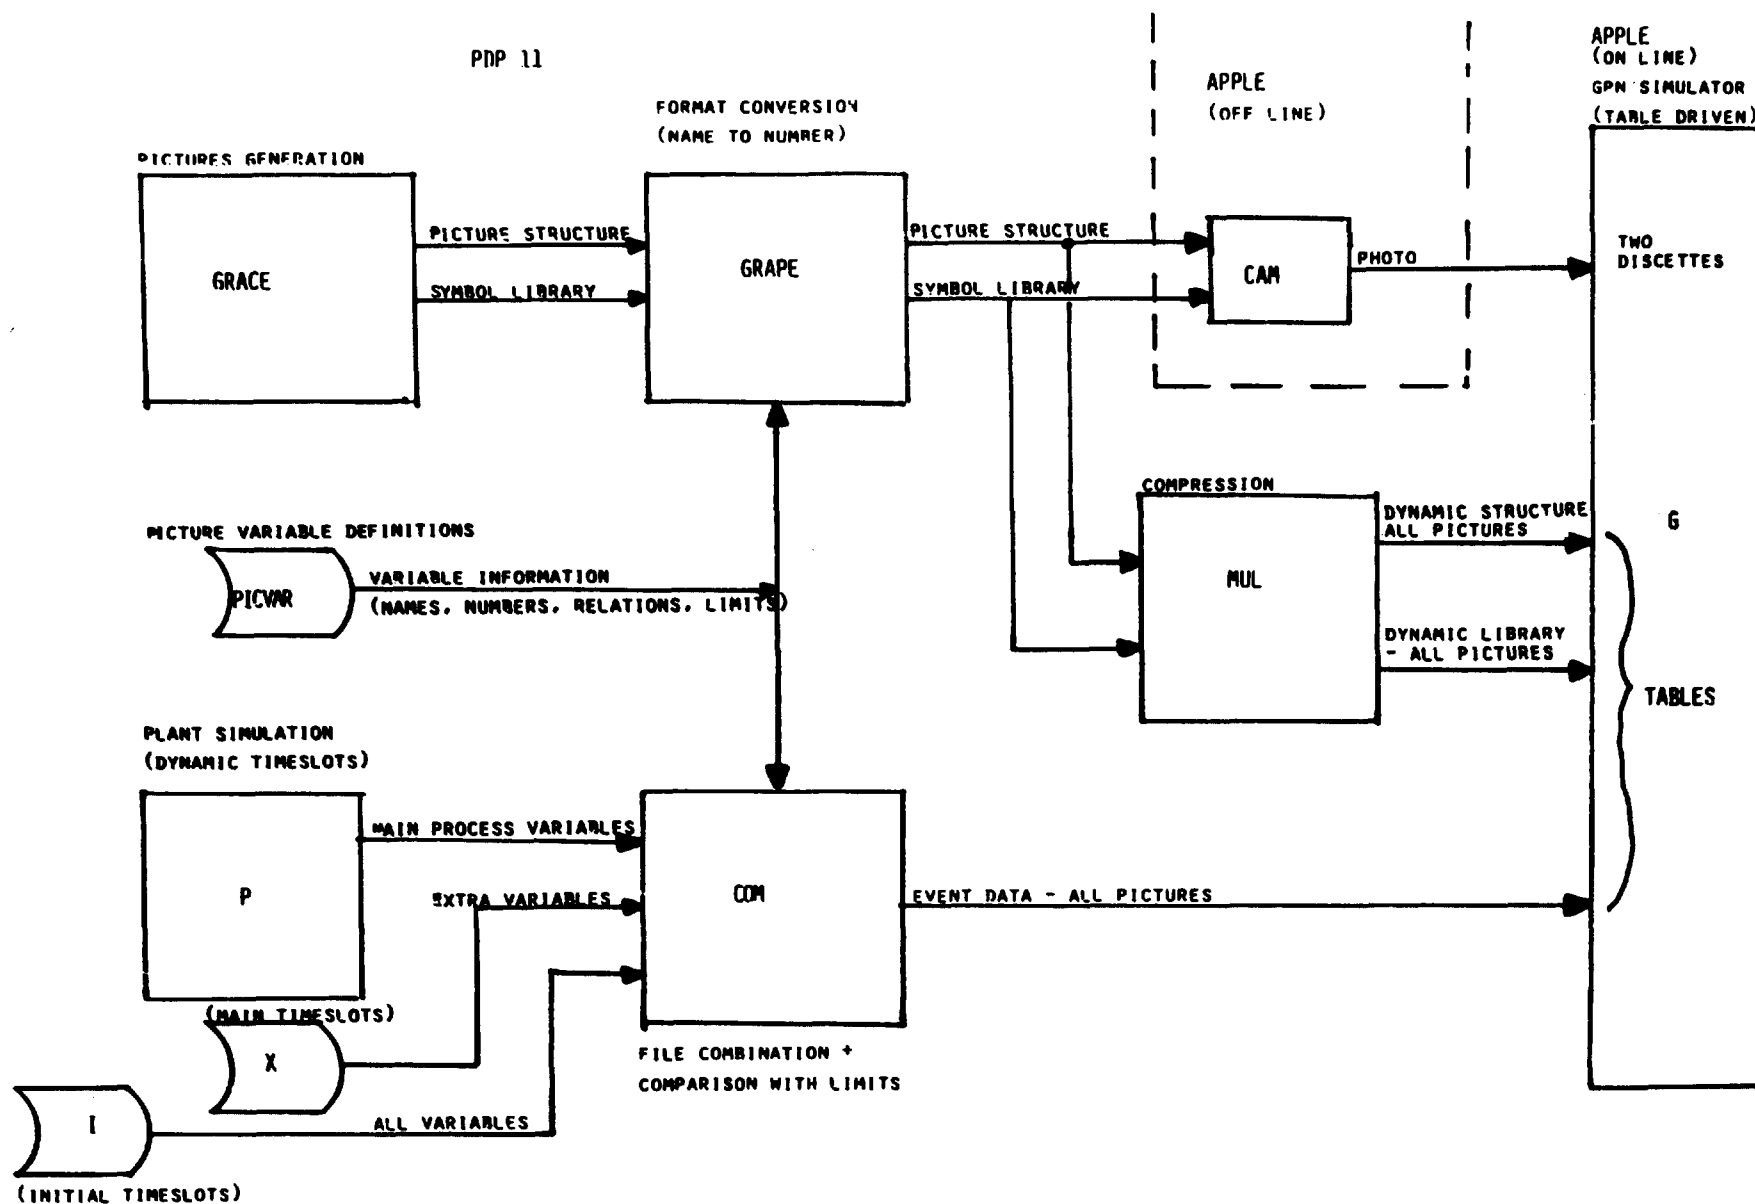 PDP 11
APPLE
(OFF LINE)
APPLE
(ON LINE)
GPN SIMULATOR
(TABLE DRIVEN)
FORMAT CONVERSION
(NAME TO NUMBER)
PICTURES GENERATION
GRACE
PICTURE STRUCTURE
SYMBOL LIBRARY
GRAPE
PICTURE STRUCTURE
SYMBOL LIBRARY
CAM
PHOTO
TWO
DISCETTES
COMPRESSION
MUL
DYNAMIC STRUCTURE
ALL PICTURES
G
DYNAMIC LIBRARY
- ALL PICTURES
TABLES
PICTURE VARIABLE DEFINITIONS
PICVAR
VARIABLE INFORMATION
(NAMES, NUMBERS, RELATIONS, LIMITS)
PLANT SIMULATION
(DYNAMIC TIMESLOTS)
P
MAIN PROCESS VARIABLES
EXTRA VARIABLES
COM
EVENT DATA - ALL PICTURES
(MAIN TIMESLOTS)
X
FILE COMBINATION +
COMPARISON WITH LIMITS
I
ALL VARIABLES
(INITIAL TIMESLOTS)